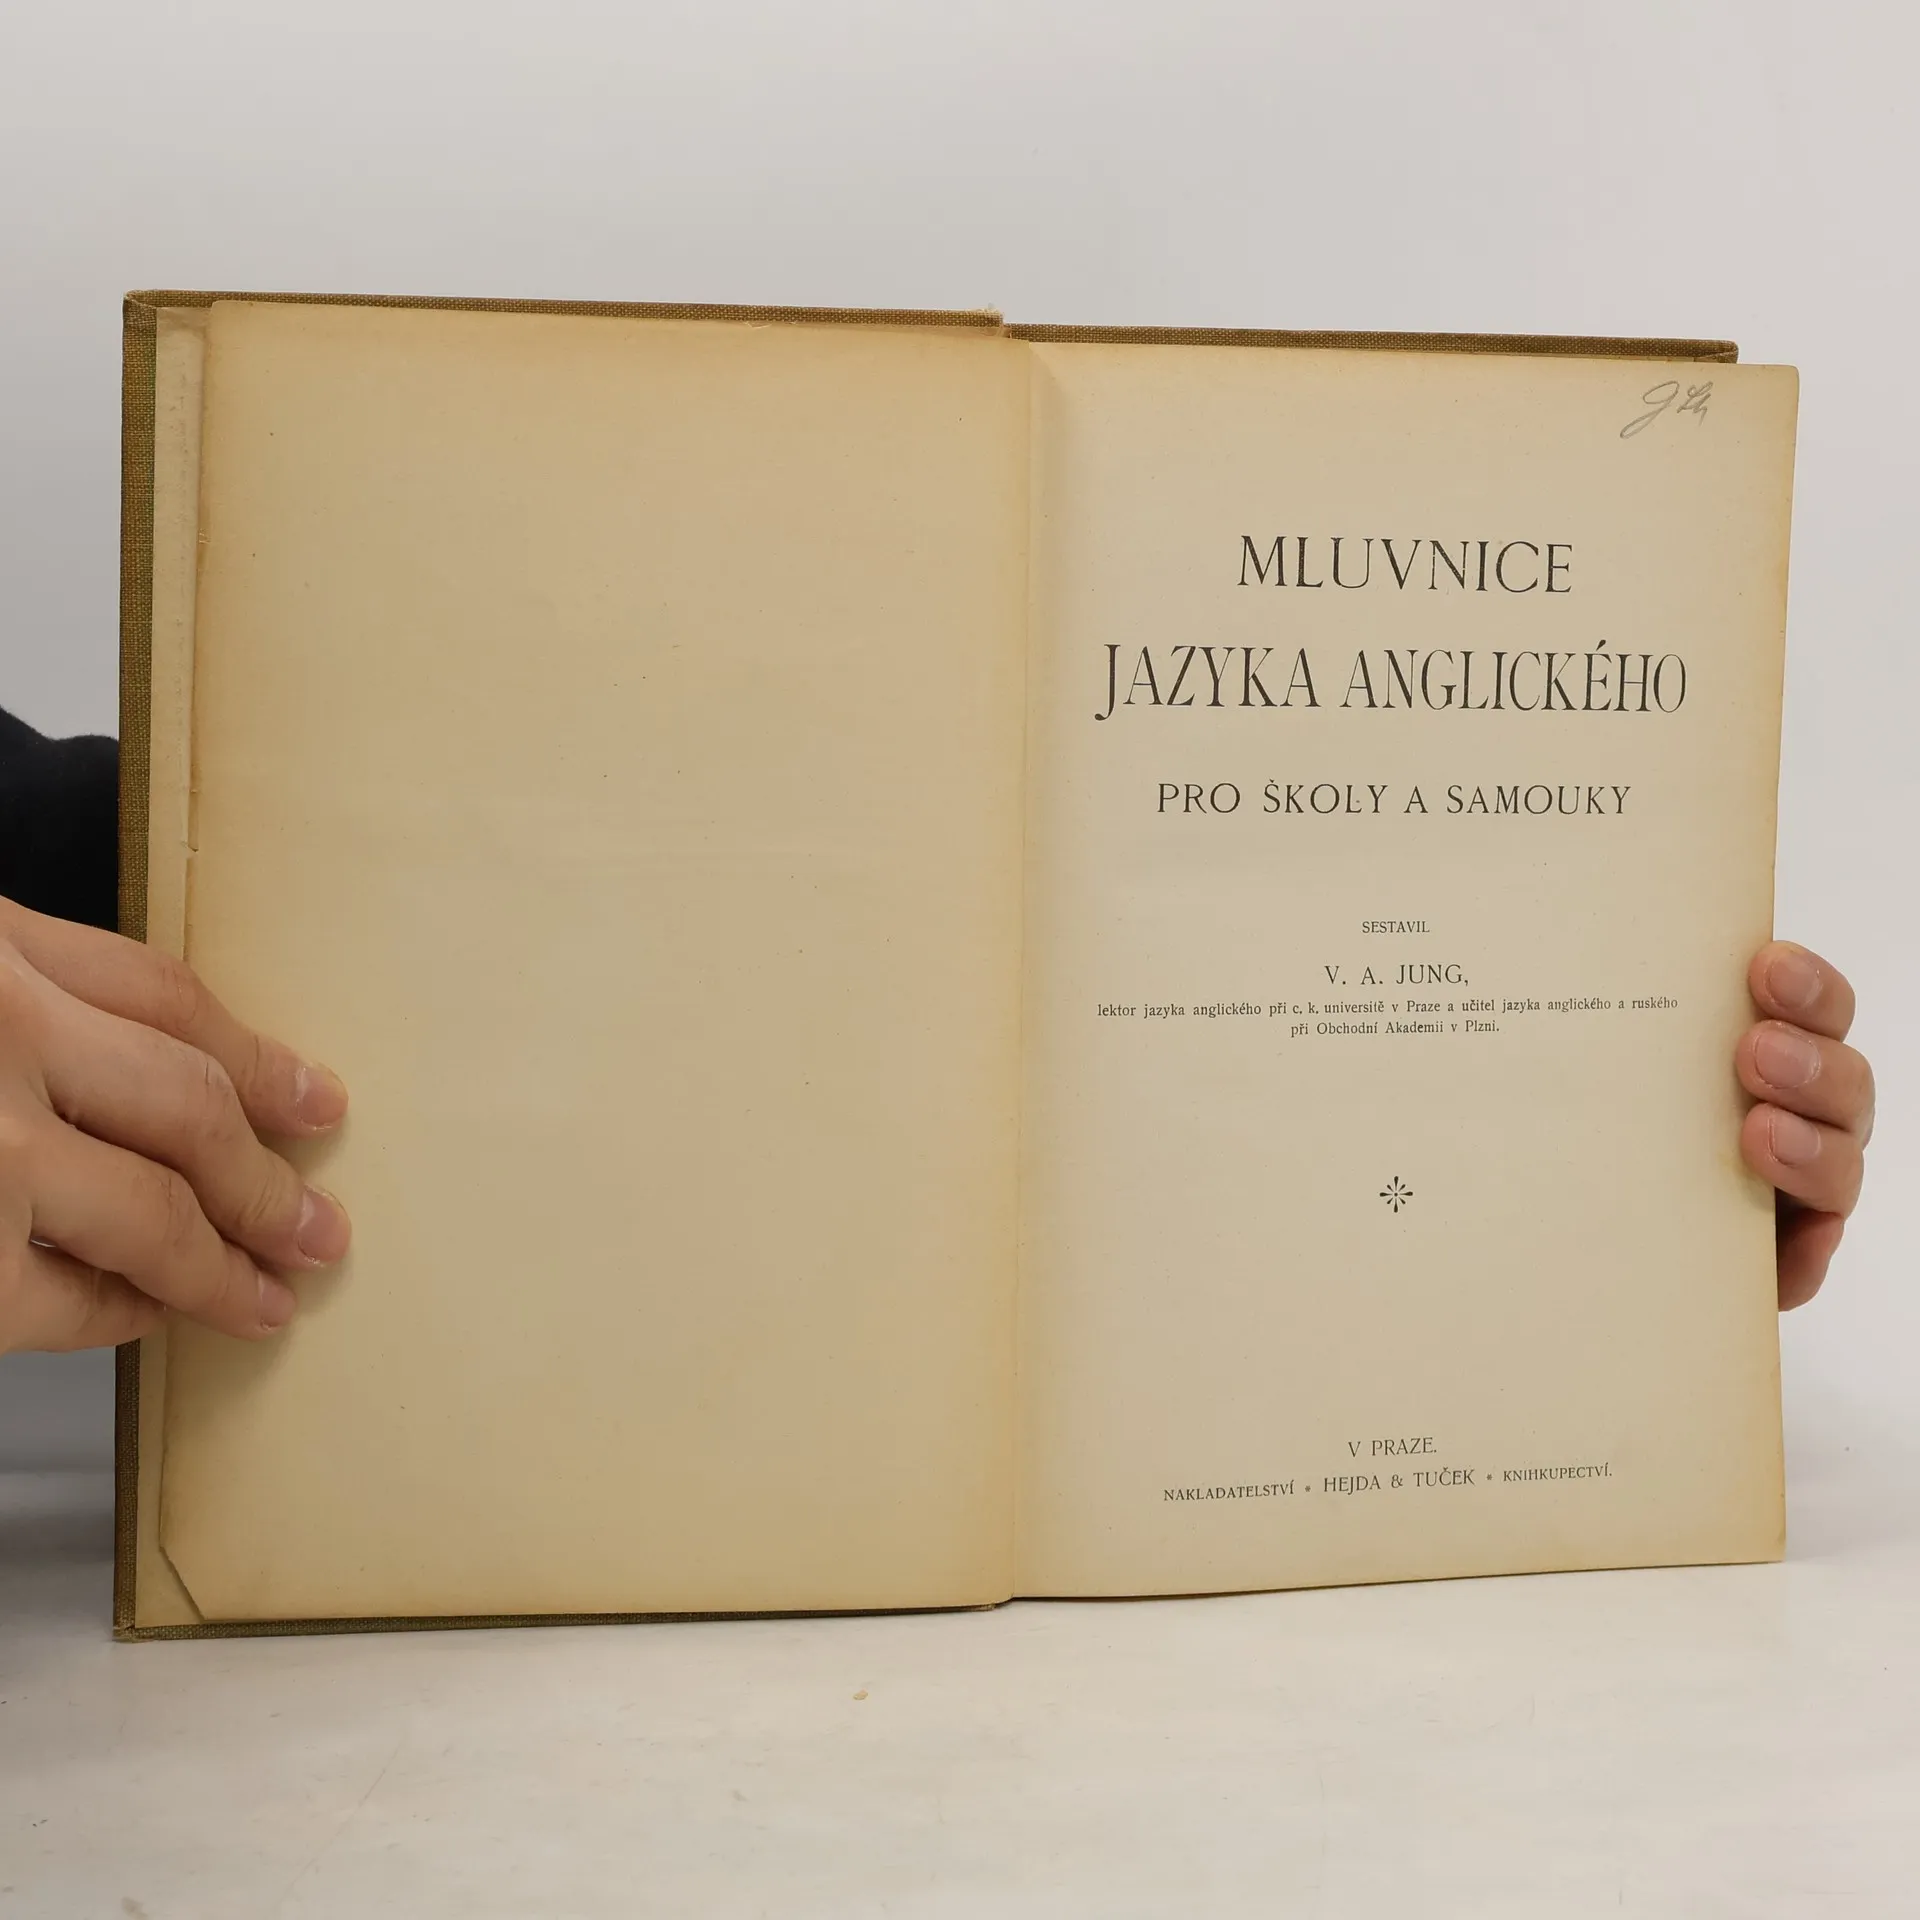 MLUVNICE
JAZYKA ANGLICKÉHO
PRO ŠKOLY A SAMOUKY
SESTAVIL
V. A. JUNG,
lektor jazyka anglického při c. k. universitě v Praze a učitel jazyka anglického a ruského
při Obchodní Akademii v Plzni.
V PRAZE.
NAKLADATELSTVÍ * HEJDA & TUČEK * KNIHKUPECTVÍ.